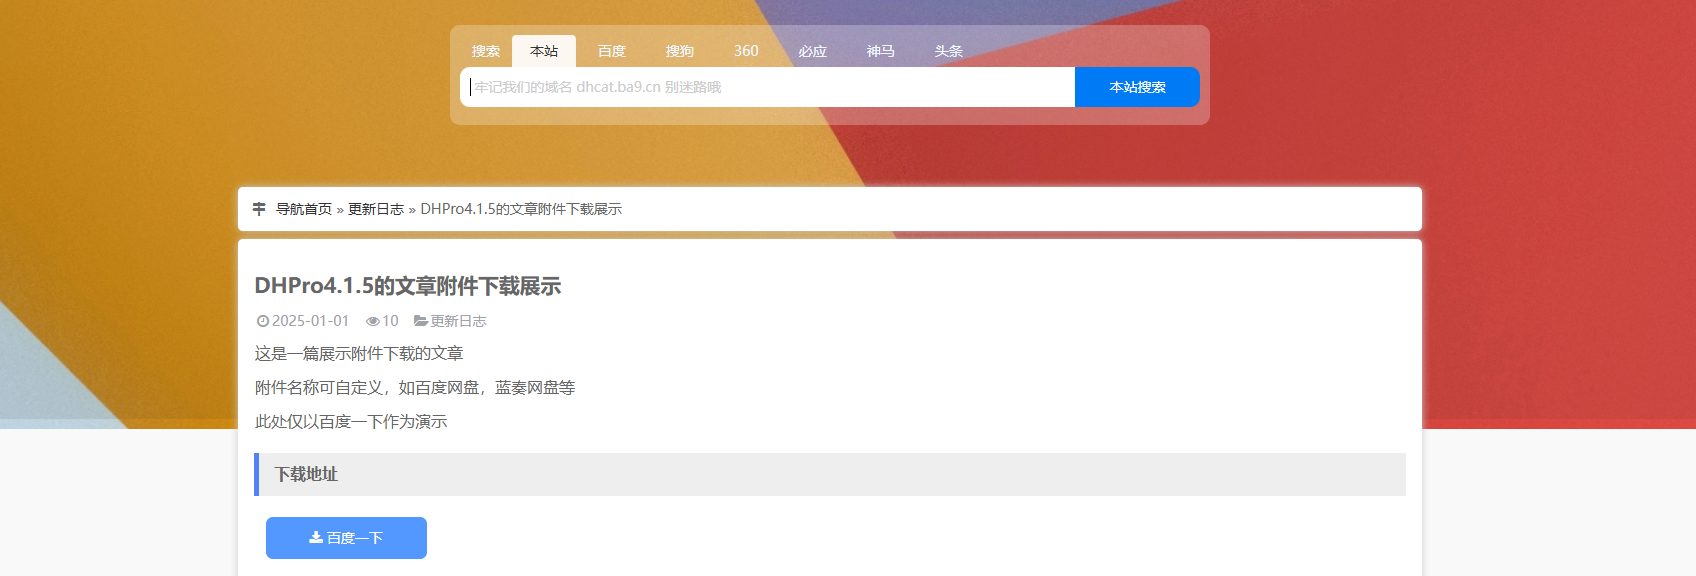 搜索 本站 百度 搜狗 360 必应 神马 头条
牢记我们的域名 dhcat.ba9.cn 别迷路哦 本站搜索
导航首页 » 更新日志 » DHPro4.1.5的文章附件下载展示
DHPro4.1.5的文章附件下载展示
2025-01-01 10 更新日志
这是一篇展示附件下载的文章
附件名称可自定义，如百度网盘，蓝奏网盘等
此处仅以百度一下作为演示
下载地址
百度一下